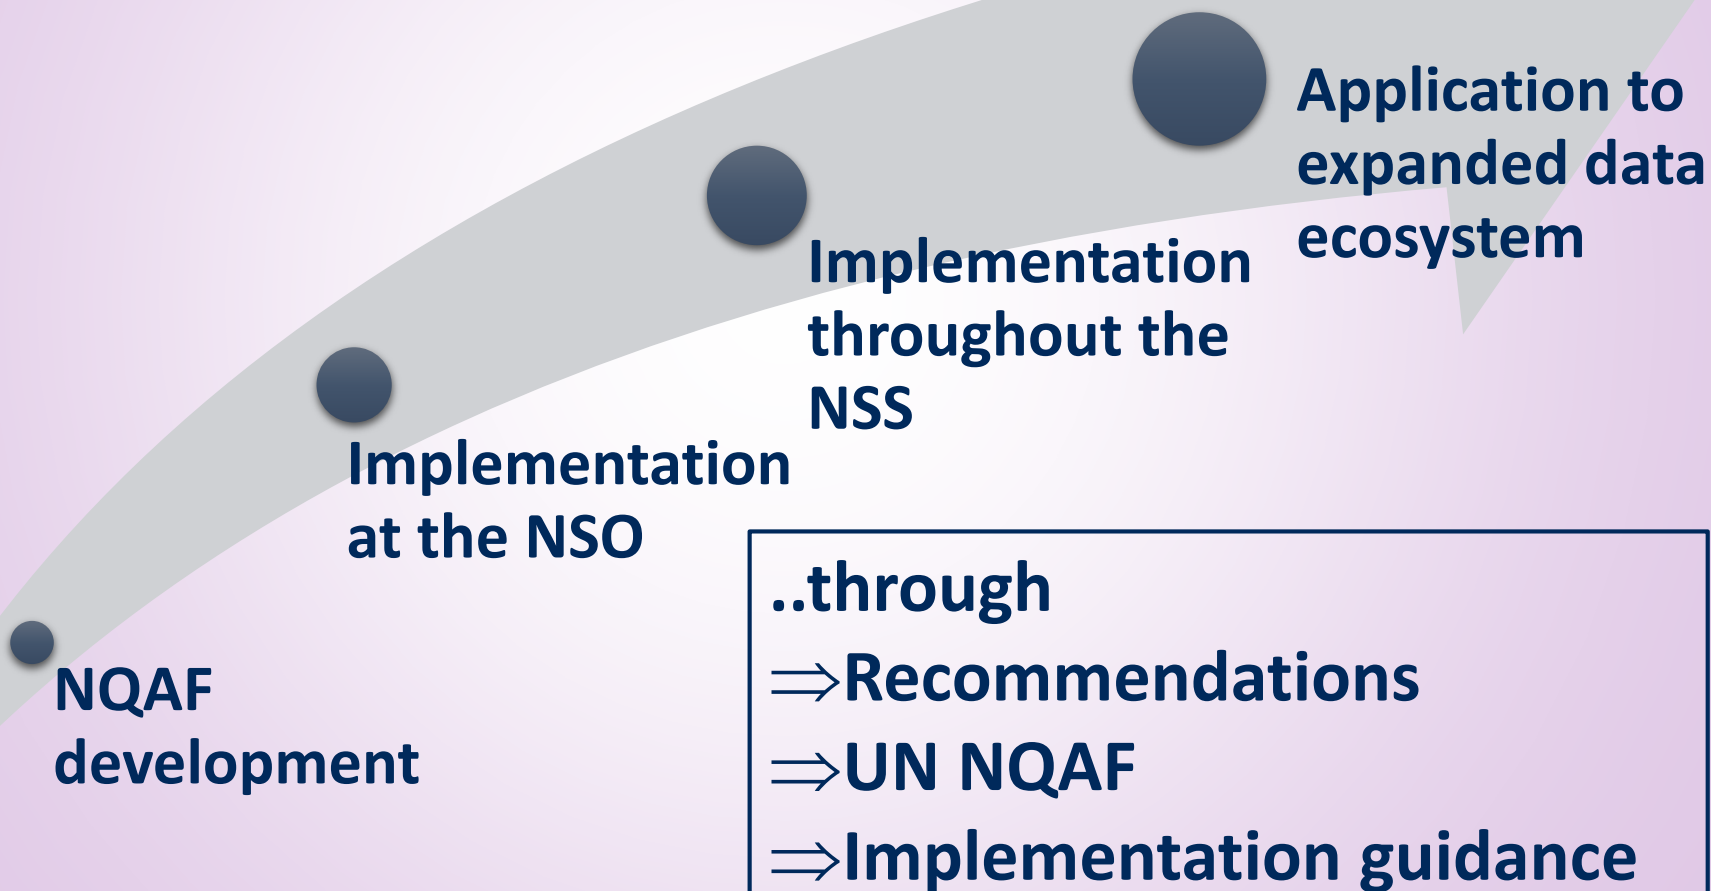 NQAF
development
Implementation
at the NSO
Implementation
throughout the
NSS
Application to
expanded data
ecosystem
..through
⇒Recommendations
⇒UN NQAF
⇒Implementation guidance